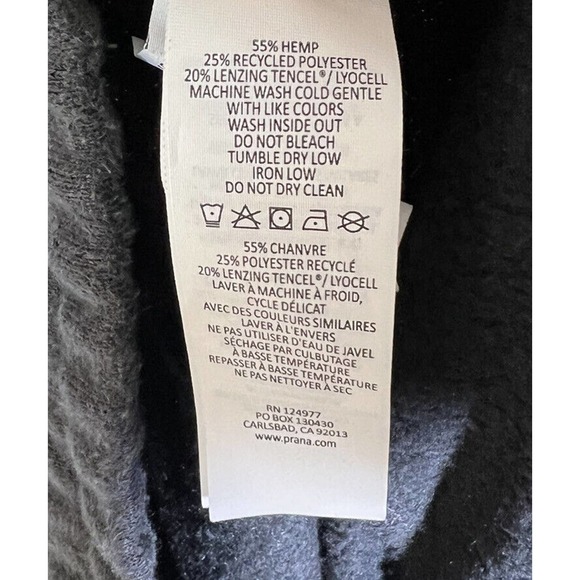 55% HEMP
25% RECYCLED POLYESTER
20% LENZING TENCEL®/ LYOCELL
MACHINE WASH COLD GENTLE
WITH LIKE COLORS
WASH INSIDE OUT
DO NOT BLEACH
TUMBLE DRY LOW
IRON LOW
DO NOT DRY CLEAN
55% CHANVRE
25% POLYESTER RECYCLÉ
20% LENZING TENCEL®/ LYOCELL
LAVER À MACHINE À FROID,
CYCLE DÉLICAT
AVEC DES COULEURS SIMILAIRES
LAVER À L'ENVERS
NE PAS UTILISER D'EAU DE JAVEL
SÉCHAGE PAR CULBUTAGE
À BASSE TEMPÉRATURE
REPASSER À BASSE TEMPÉRATURE
NE PAS NETTOYER À SEC
RN 124977
PO BOX 130430
CARLSBAD, CA 92013
www.prana.com